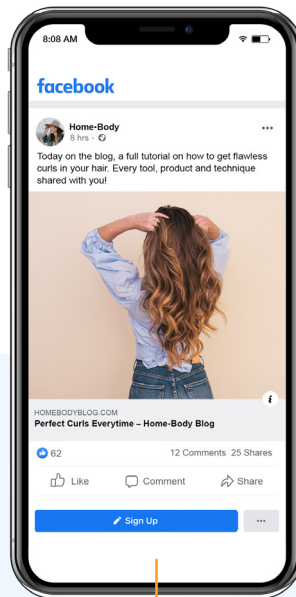 8:08 AM
facebook
Home-Body
8 hrs ·
Today on the blog, a full tutorial on how to get flawless
curls in your hair. Every tool, product and technique
shared with you!
HOMEBODYBLOG.COM
Perfect Curls Everytime – Home-Body Blog
62 12 Comments 25 Shares
Like Comment Share
Sign Up